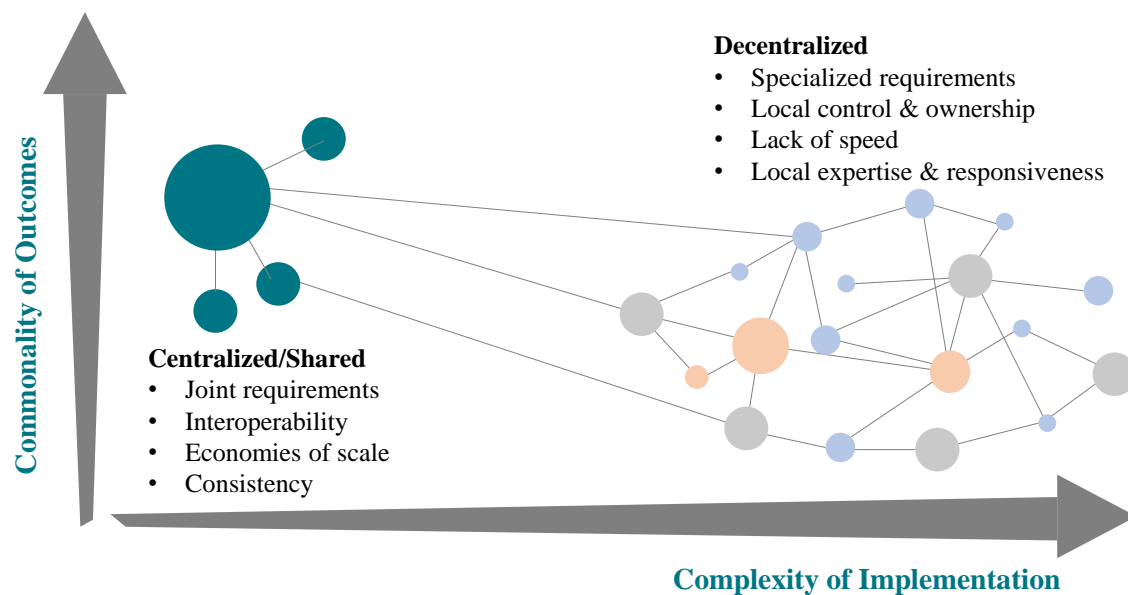 Decentralized
• Specialized requirements
• Local control & ownership
• Lack of speed
• Local expertise & responsiveness
Commonality of Outcomes
Centralized/Shared
• Joint requirements
• Interoperability
• Economies of scale
• Consistency
Complexity of Implementation